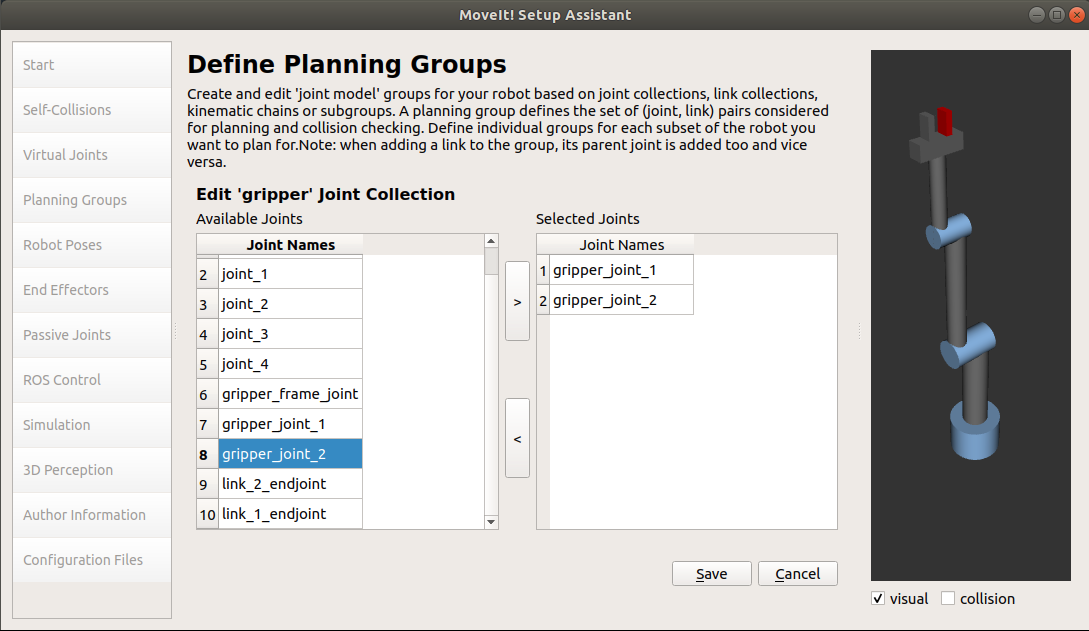 MoveIt! Setup Assistant
Start
Self-Collisions
Virtual Joints
Planning Groups
Robot Poses
End Effectors
Passive Joints
ROS Control
Simulation
3D Perception
Author Information
Configuration Files
Define Planning Groups
Create and edit 'joint model' groups for your robot based on joint collections, link collections,
kinematic chains or subgroups. A planning group defines the set of (joint, link) pairs considered
for planning and collision checking. Define individual groups for each subset of the robot you
want to plan for.Note: when adding a link to the group, its parent joint is added too and vice
versa.
Edit 'gripper' Joint Collection
Available Joints
Joint Names
2 joint_1
3 joint_2
4 joint_3
5 joint_4
6 gripper_frame_joint
7 gripper_joint_1
8 gripper_joint_2
9 link_2_endjoint
10 link_1_endjoint
>
<
Selected Joints
Joint Names
1 gripper_joint_1
2 gripper_joint_2
Save Cancel
visual collision